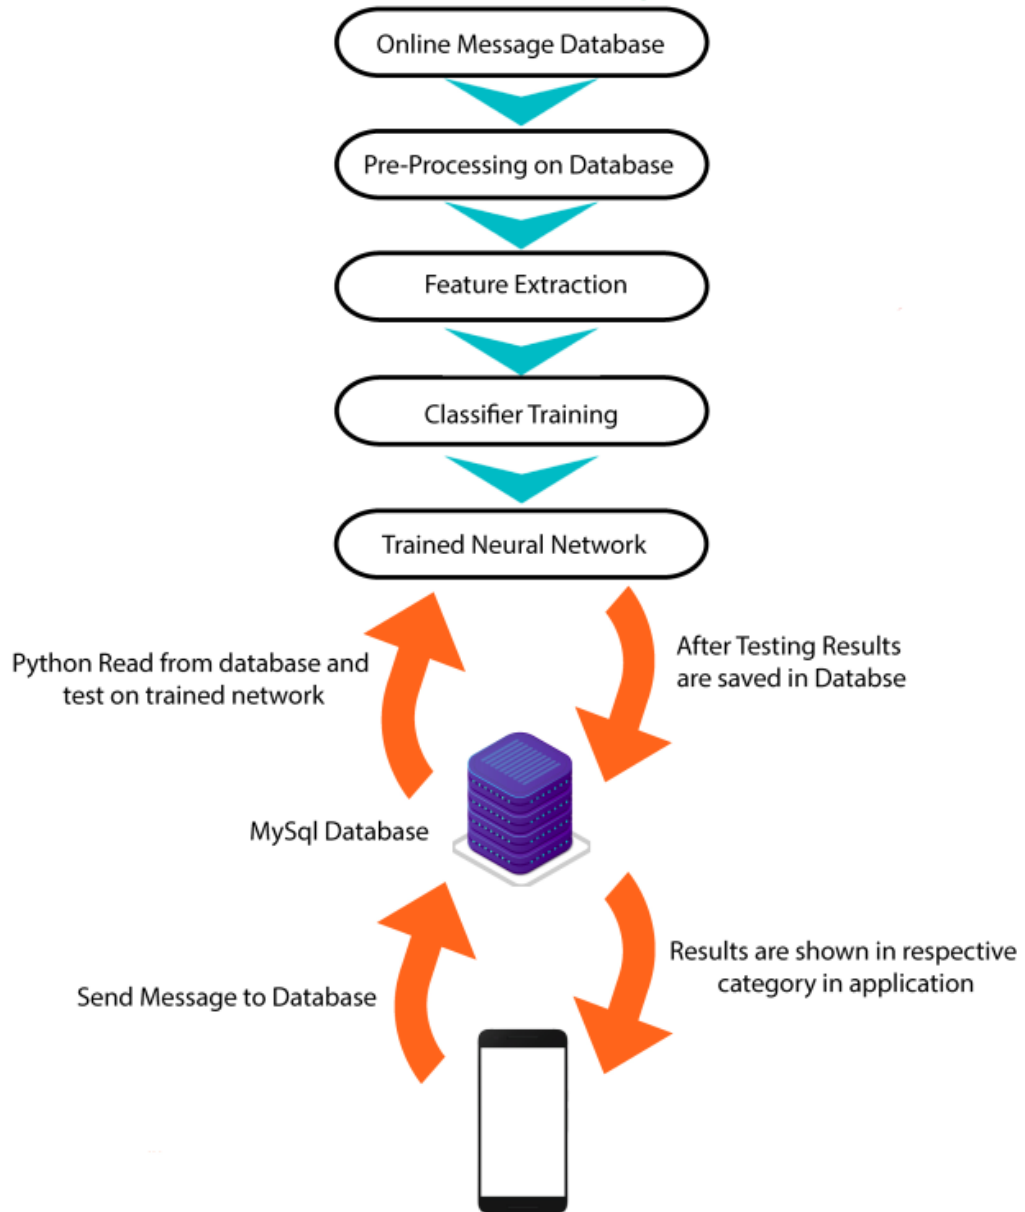 Online Message Database
Pre-Processing on Database
Feature Extraction
Classifier Training
Trained Neural Network
Python Read from database and
test on trained network
After Testing Results
are saved in Databse
MySql Database
Send Message to Database
Results are shown in respective
category in application